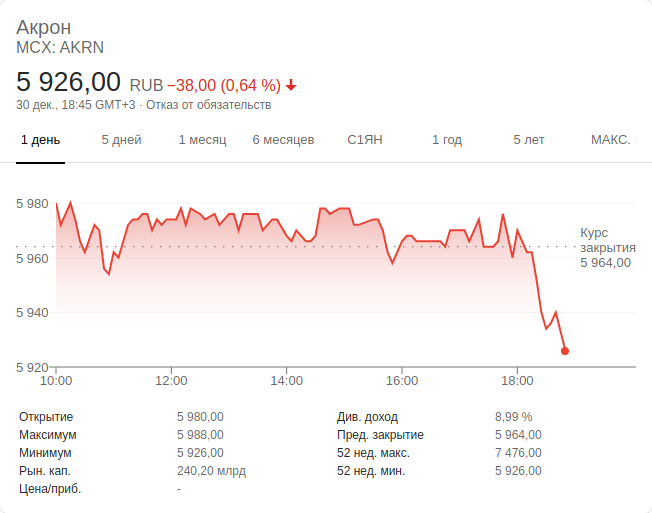 Акрон
MCX: AKRN
5 926,00 RUB −38,00 (0,64 %)
30 дек., 18:45 GMT+3 · Отказ от обязательств
1 день 5 дней 1 месяц 6 месяцев С1ЯН 1 год 5 лет МАКС.
5 980
5 960
5 940
5 920
Курс
закрытия
5 964,00
10:00 12:00 14:00 16:00 18:00
Открытие 5 980,00
Максимум 5 988,00
Минимум 5 926,00
Рын. кап. 240,20 млрд
Цена/приб. -
Див. доход 8,99 %
Пред. закрытие 5 964,00
52 нед. макс. 7 476,00
52 нед. мин. 5 926,00